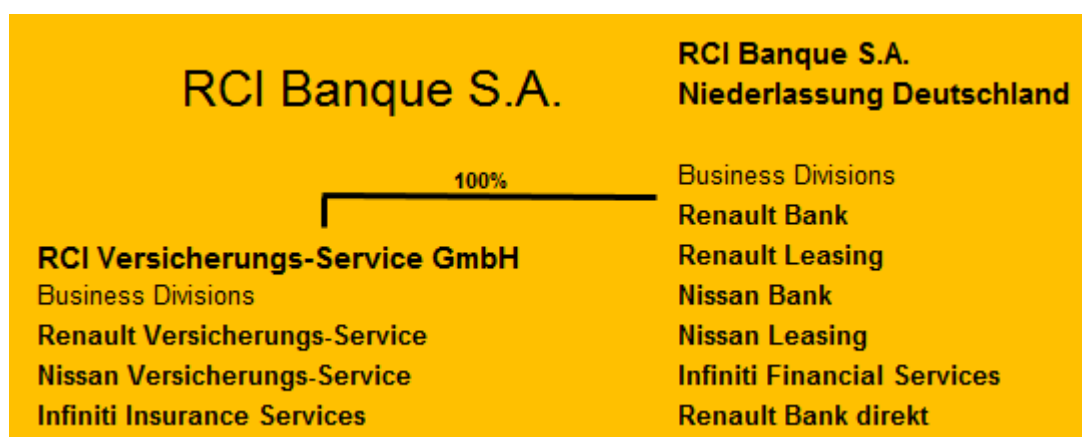 RCI Banque S.A.
RCI Banque S.A.
Niederlassung Deutschland
100%
Business Divisions
Renault Bank
Renault Leasing
Nissan Bank
Nissan Leasing
Infiniti Financial Services
Renault Bank direkt
RCI Versicherungs-Service GmbH
Business Divisions
Renault Versicherungs-Service
Nissan Versicherungs-Service
Infiniti Insurance Services